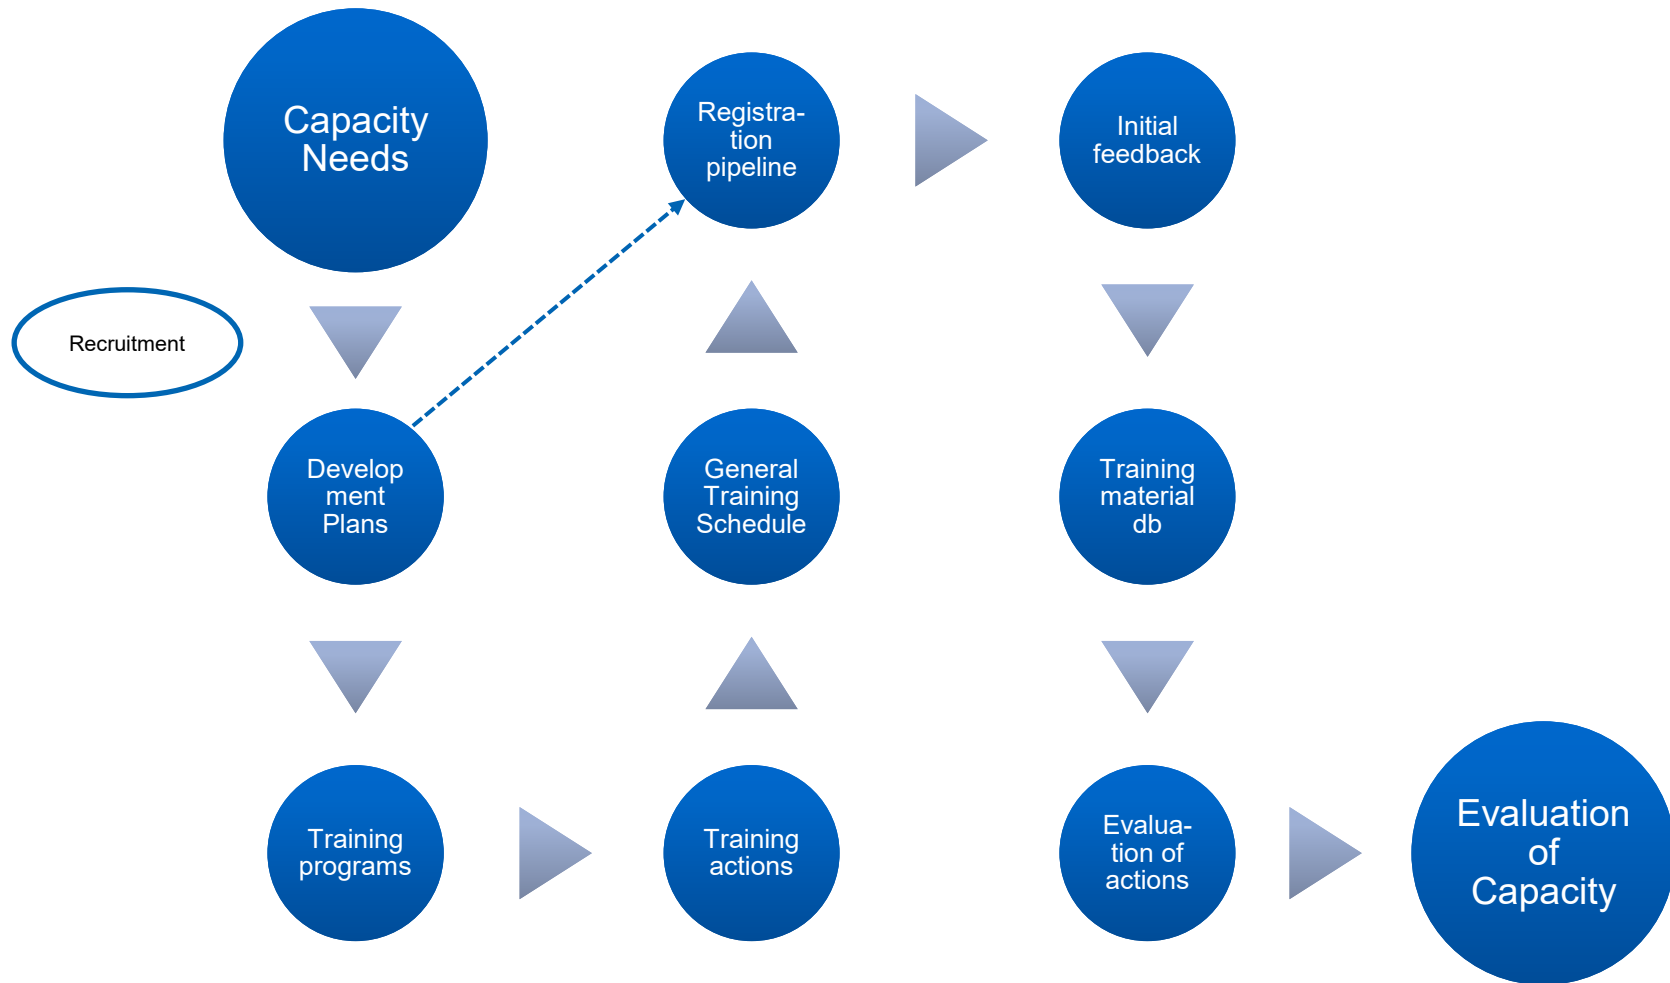 Capacity
Needs
Recruitment
Develop
ment
Plans
Training
programs
Training
actions
General
Training
Schedule
Registra-
tion
pipeline
Initial
feedback
Training
material
db
Evalua-
tion of
actions
Evaluation
of
Capacity